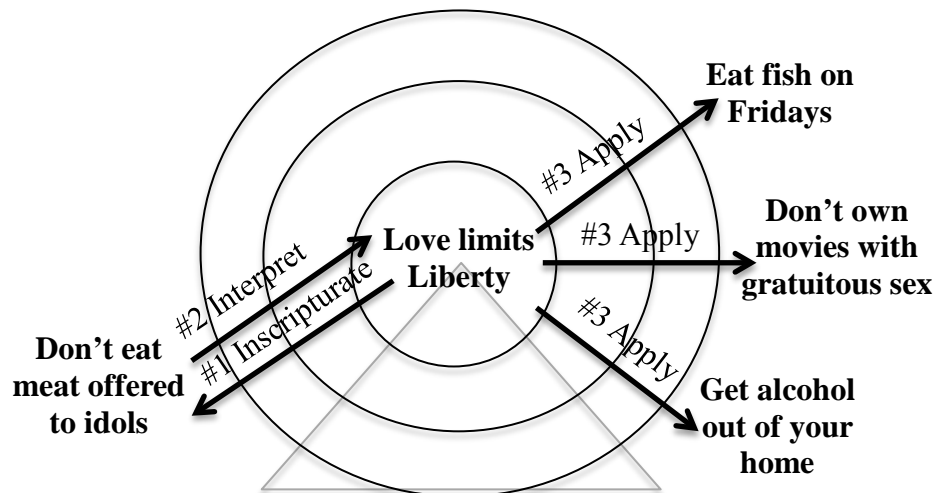 Eat fish on
Fridays
#3 Apply
Don’t own
movies with
gratuitous sex
#3 Apply
Love limits
Liberty
#2 Interpret
#1 Inscripturate
Don’t eat
meat offered
to idols
#3 Apply
Get alcohol
out of your
home